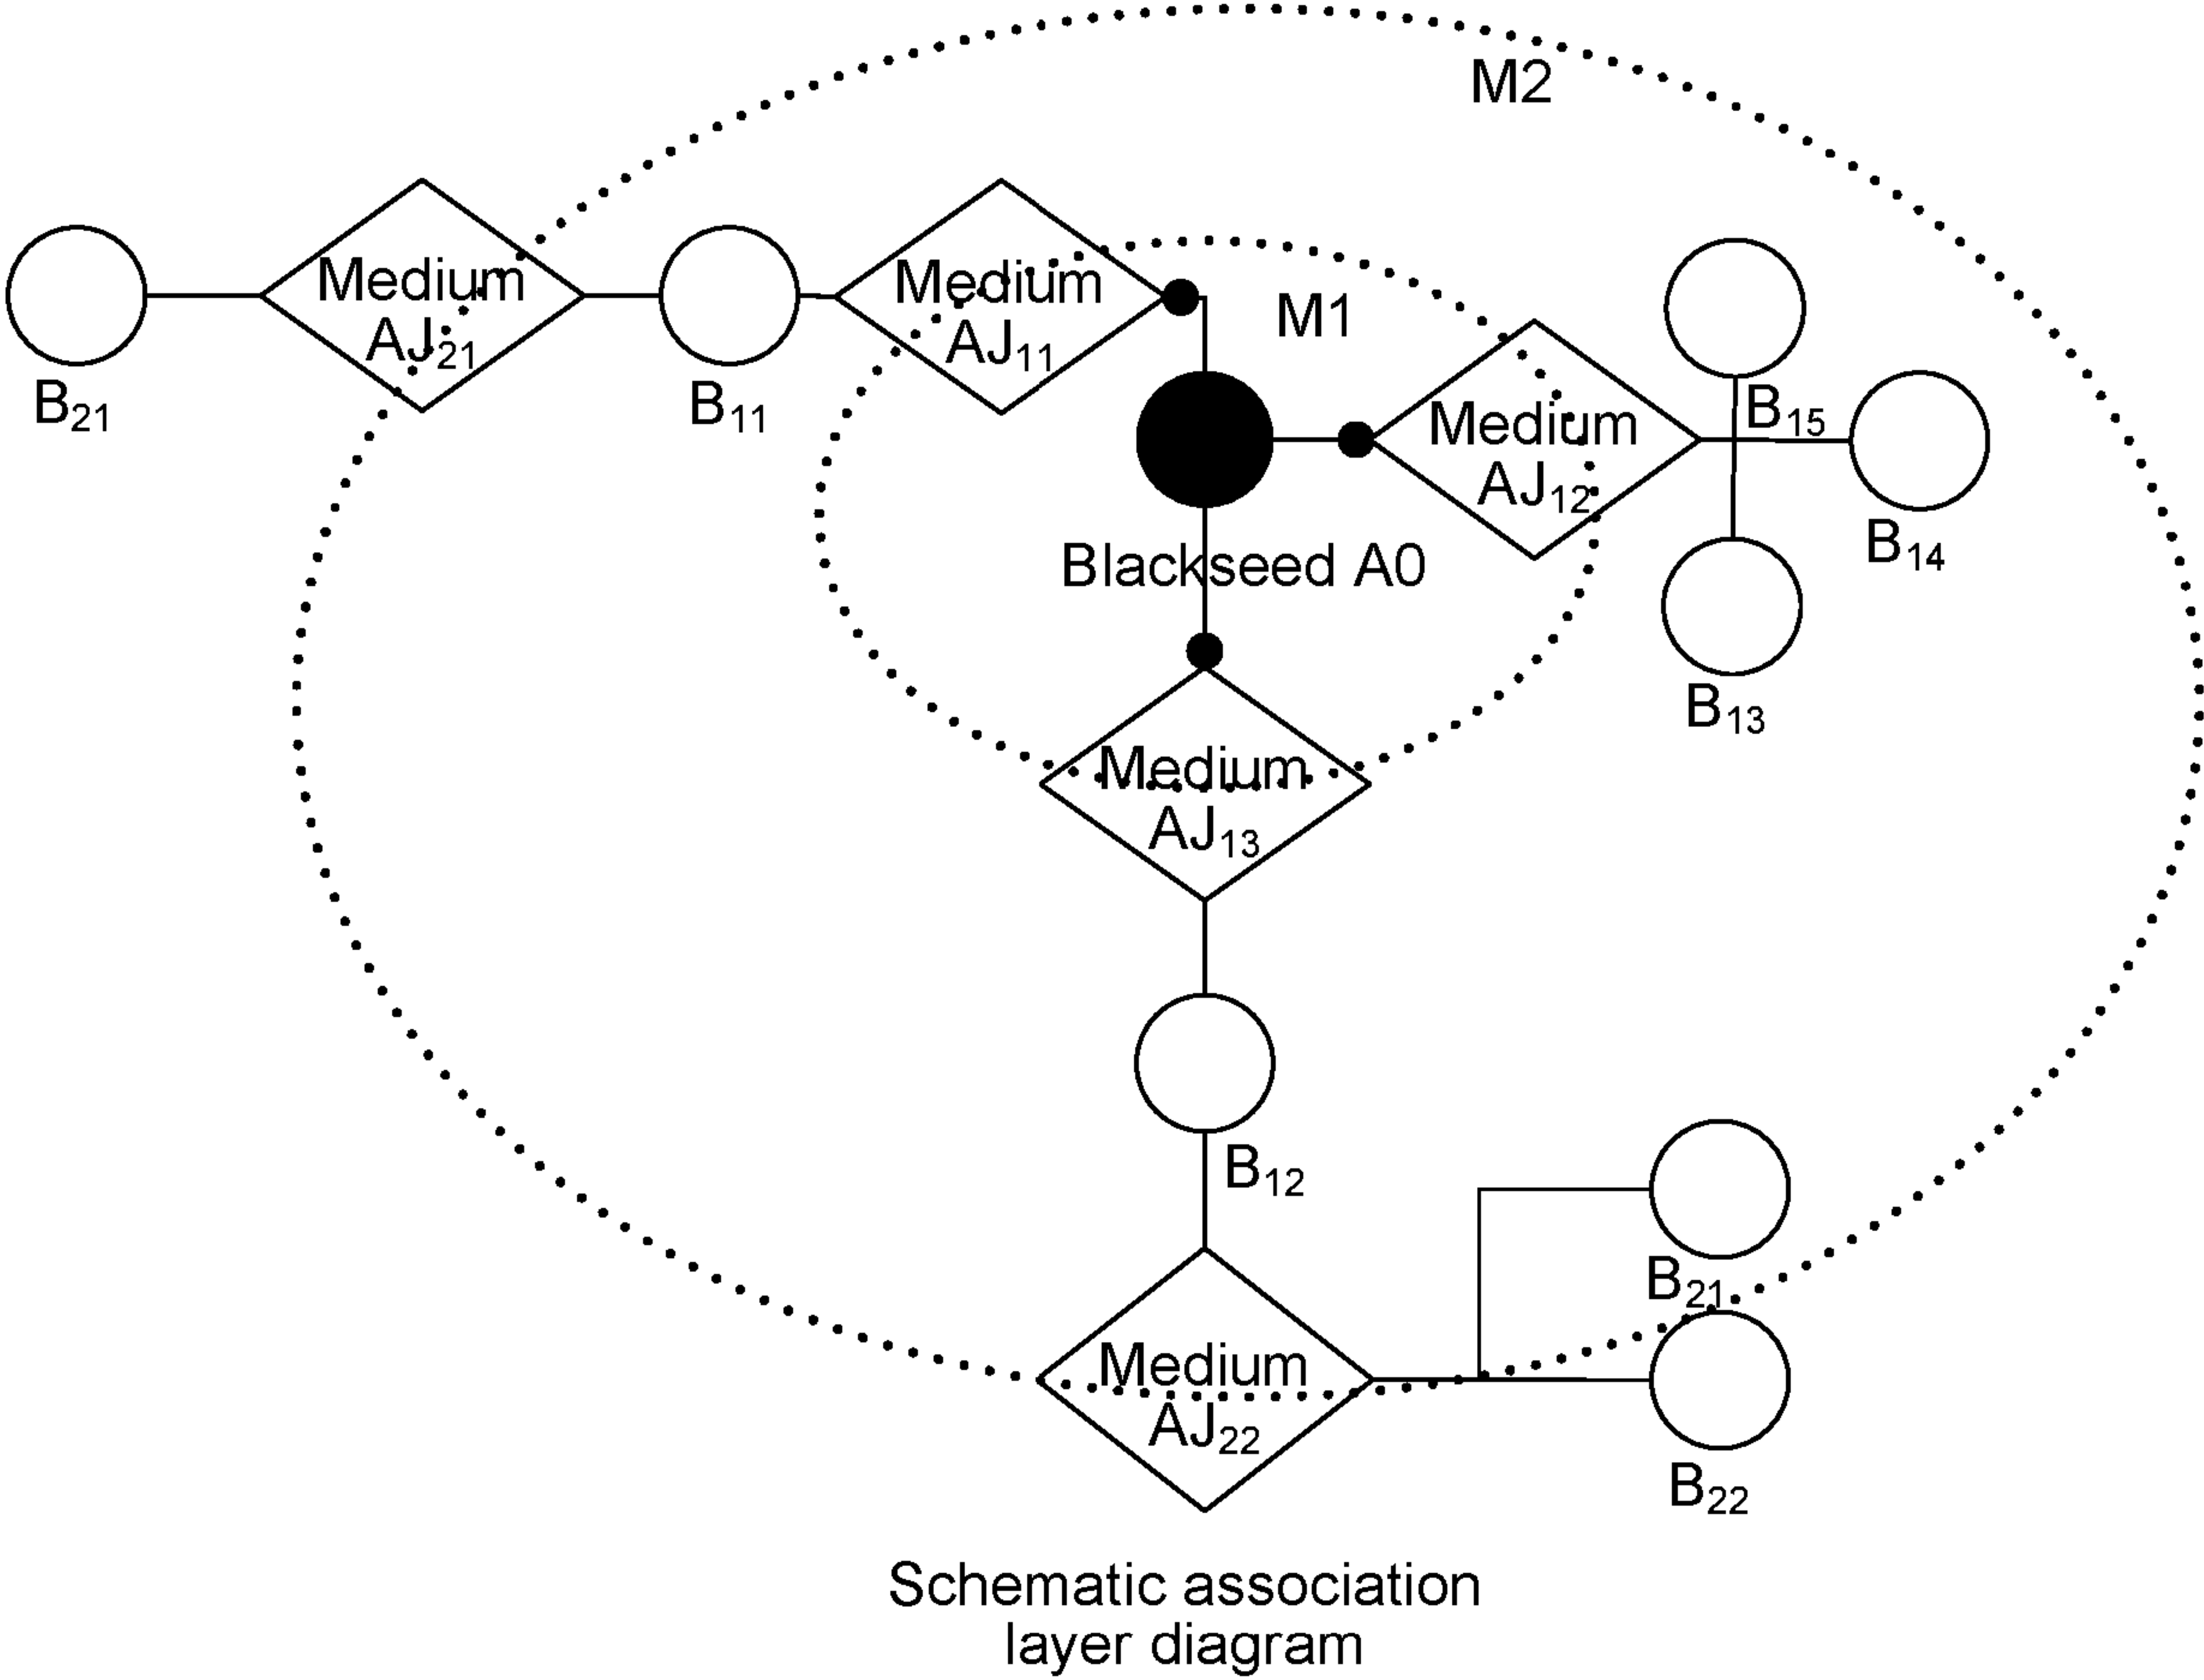 M2
Medium
AJ₂₁
Medium
AJ₁₁
M1
B₂₁
B₁₁
Medium
AJ₁₂
B₁₅
B₁₄
Blackseed A0
B₁₃
Medium
AJ₁₃
B₁₂
B₂₁
Medium
AJ₂₂
B₂₂
Schematic association
layer diagram